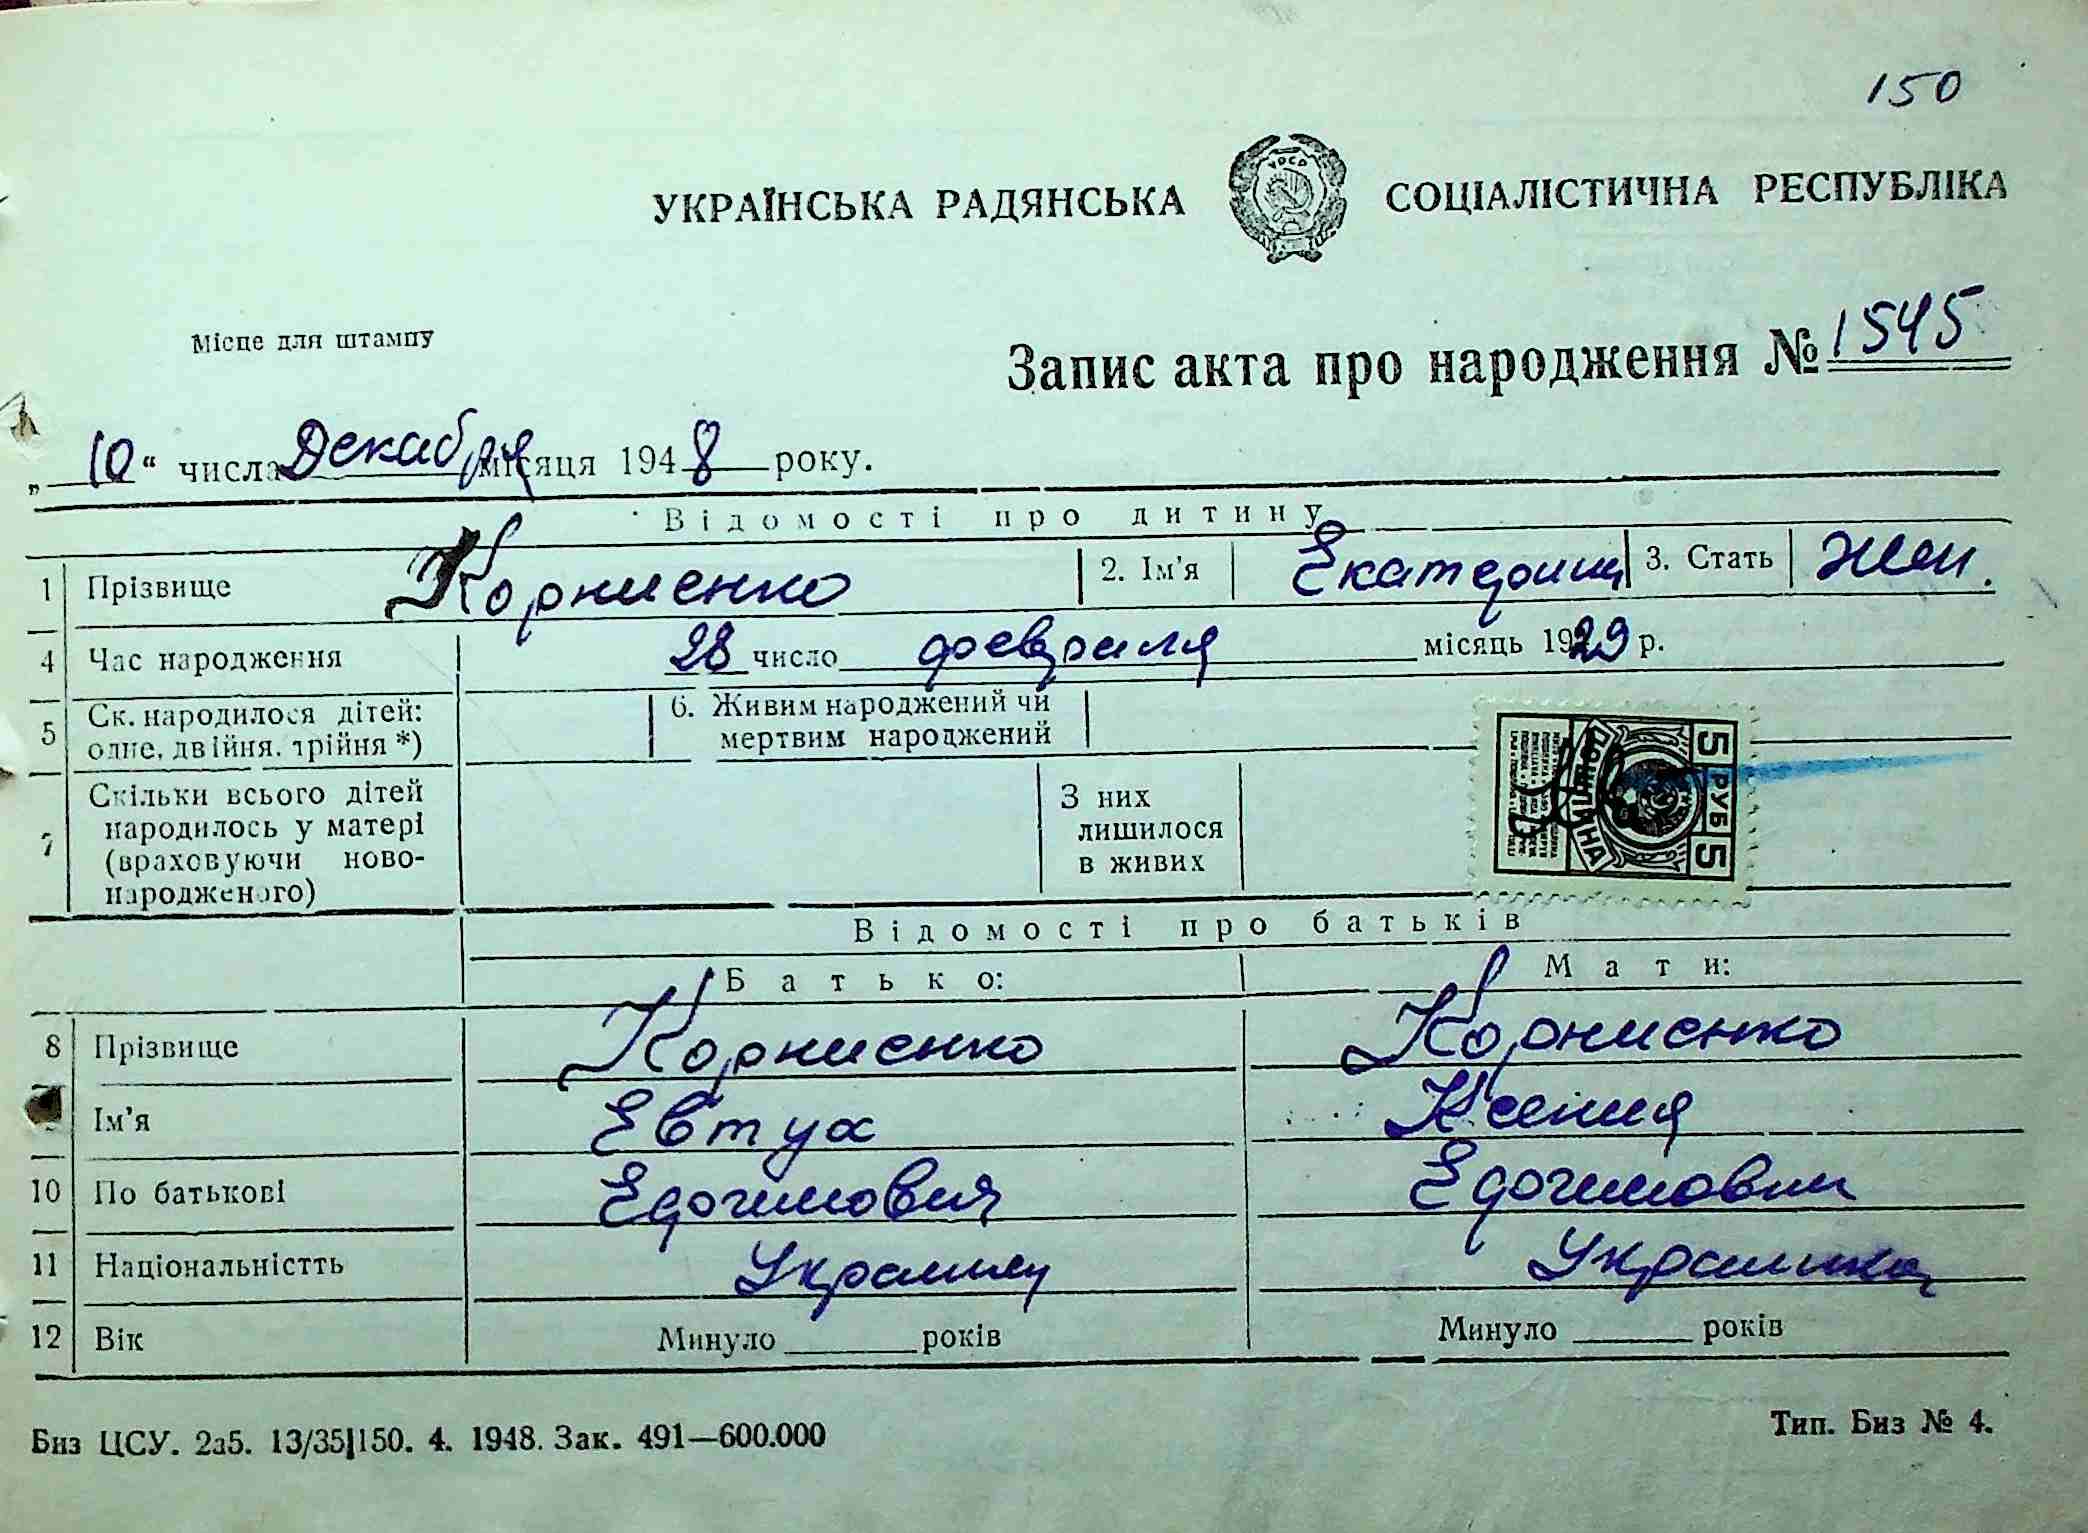 150
УКРАЇНСЬКА РАДЯНСЬКА СОЦІАЛІСТИЧНА РЕСПУБЛІКА
УРСР
Місце для штампу
Запис акта про народження № 1545
„ 10 “ числа Декабря місяця 1948 року.
Відомості про дитину
1 Прізвище Корниенко 2. Ім'я Екатерина 3. Стать Жен.
4 Час народження 28 число февраля місяць 1929 р.
5 Ск. народилося дітей: одне, двійня, трійня *) 6. Живим народжений чи мертвим народжений
7 Скільки всього дітей народилось у матері (враховуючи новонародженого) З них лишилося в живих
5 РУБ 5
ПОШЛИНА
Відомості про батьків
Батько: Мати:
8 Прізвище Корниенко Корниенко
Ім'я Евтух Ксения
10 По батькові
11 Національністть Украинец Украинка
12 Вік Минуло ____ років Минуло ____ років
Биз ЦСУ. 2а5. 13/35|150. 4. 1948. Зак. 491—600.000
Тип. Биз № 4.